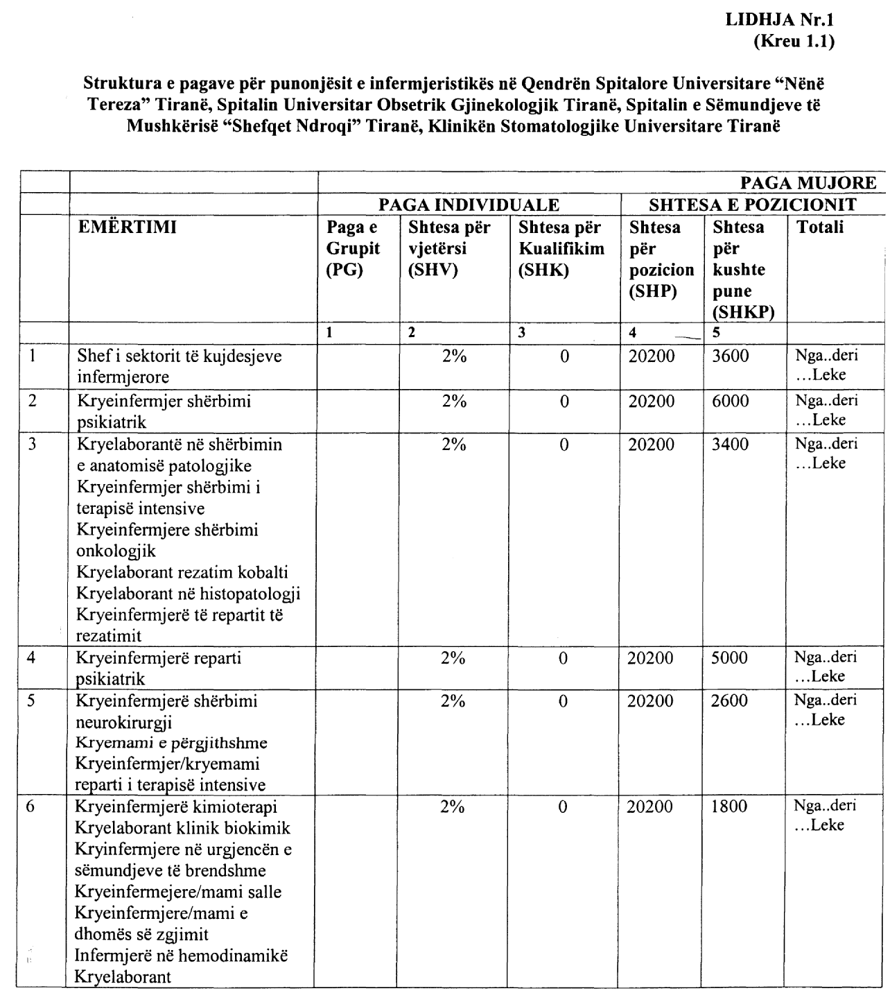 LIDHJA Nr.1
(Kreu 1.1)
Struktura e pagave për punonjësit e infermjeristikës në Qendrën Spitalore Universitare “Nënë
Tereza” Tiranë, Spitalin Universitar Obsetrik Gjinekologjik Tiranë, Spitalin e Sëmundjeve të
Mushkërisë “Shefqet Ndroqi” Tiranë, Klinikën Stomatologjike Universitare Tiranë
PAGA MUJORE
PAGA INDIVIDUALE SHTESA E POZICIONIT
EMËRTIMI Paga e Shtesa për Shtesa për Shtesa Shtesa Totali
Grupit vjetërsi Kualifikim për për
(PG) (SHV) (SHK) pozicion kushte
(SHP) pune
(SHKP)
1 2 3 4 5
1 Shef i sektorit të kujdesjeve 2% 0 20200 3600 Nga..deri
infermjerore …Leke
2 Kryeinfermjer shërbimi 2% 0 20200 6000 Nga..deri
psikiatrik …Leke
3 Kryelaborantë në shërbimin 2% 0 20200 3400 Nga..deri
e anatomisë patologjike …Leke
Kryeinfermjer shërbimi i
terapisë intensive
Kryeinfermjere shërbimi
onkologjik
Kryelaborant rezatim kobalti
Kryelaborant në histopatologji
Kryeinfermjerë të repartit të
rezatimit
4 Kryeinfermjerë reparti 2% 0 20200 5000 Nga..deri
psikiatrik …Leke
5 Kryeinfermjerë shërbimi 2% 0 20200 2600 Nga..deri
neurokirurgji …Leke
Kryemami e përgjithshme
Kryeinfermjer/kryemami
reparti i terapisë intensive
6 Kryeinfermjerë kimioterapi 2% 0 20200 1800 Nga..deri
Kryelaborant klinik biokimik …Leke
Kryinfermjere në urgjencën e
sëmundjeve të brendshme
Kryeinfermejere/mami salle
Kryeinfermjere/mami e
dhomës së zgjimit
Infermjerë në hemodinamikë
Kryelaborant